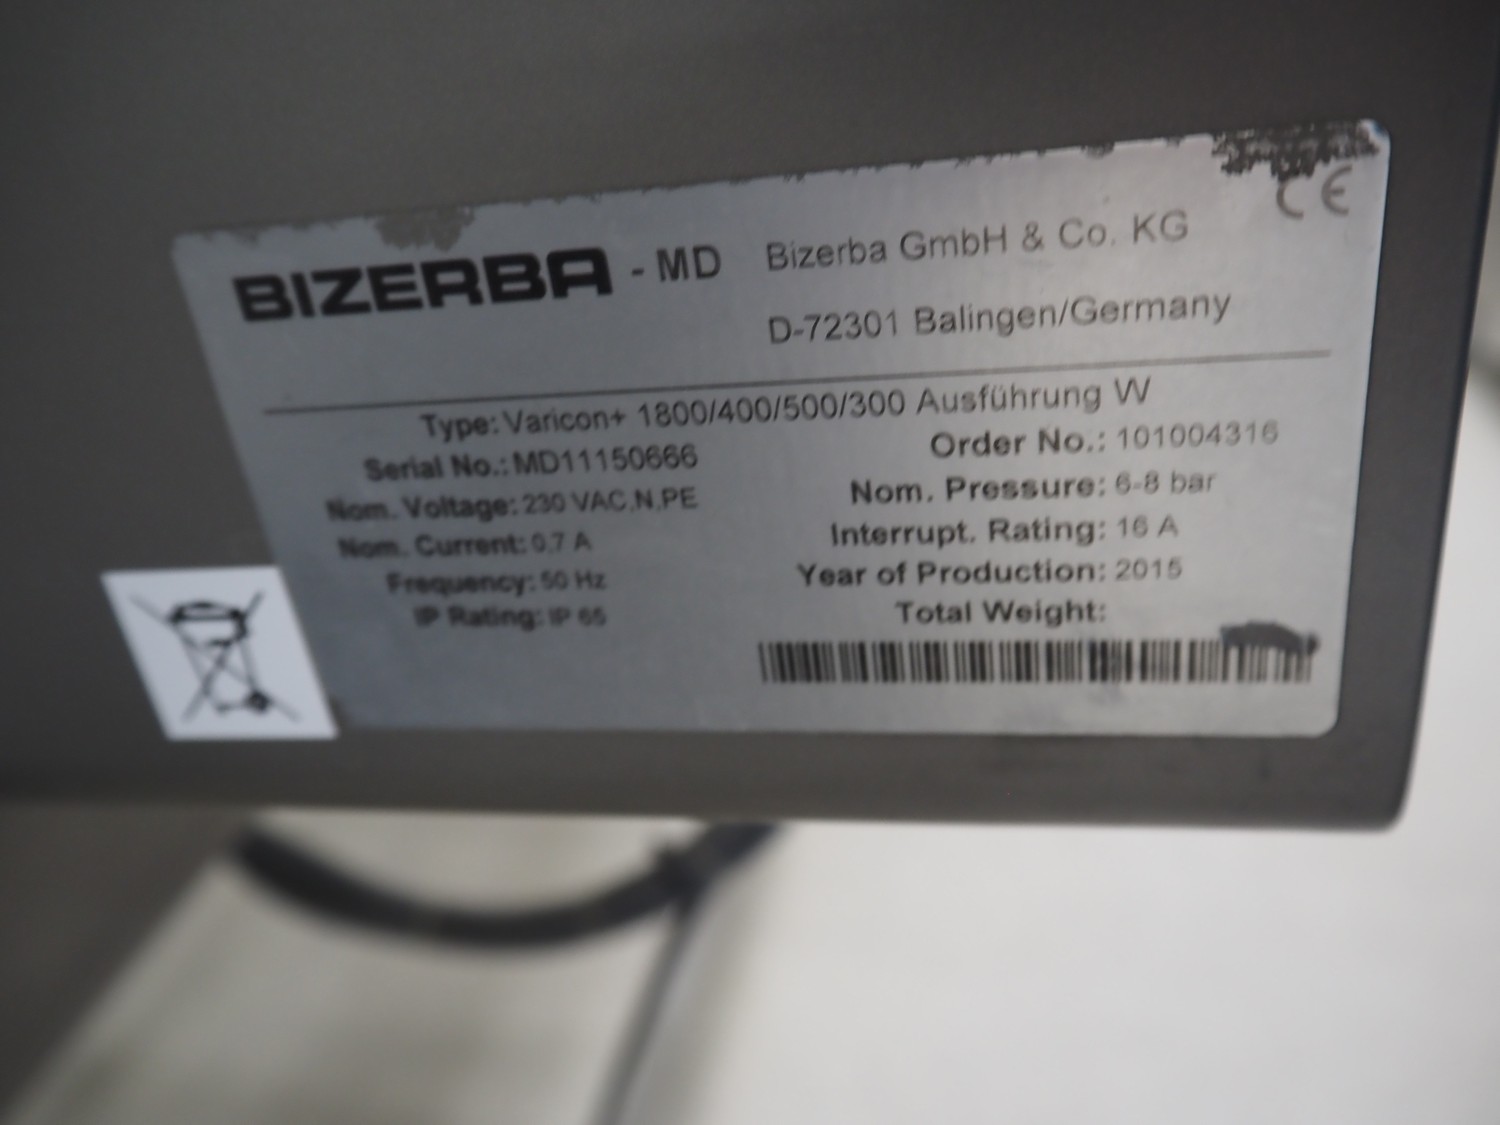 BIZERBA - MD
Bizerba GmbH & Co. KG
D-72301 Balingen/Germany
CE
Type: Varicon+ 1800/400/500/300 Ausführung W
Serial No.: MD11150666
Order No.: 101004316
Nom. Voltage: 230 VAC,N,PE
Nom. Pressure: 6-8 bar
Nom. Current: 0,7 A
Interrupt. Rating: 16 A
Frequency: 50 Hz
Year of Production: 2015
IP Rating: IP 65
Total Weight: